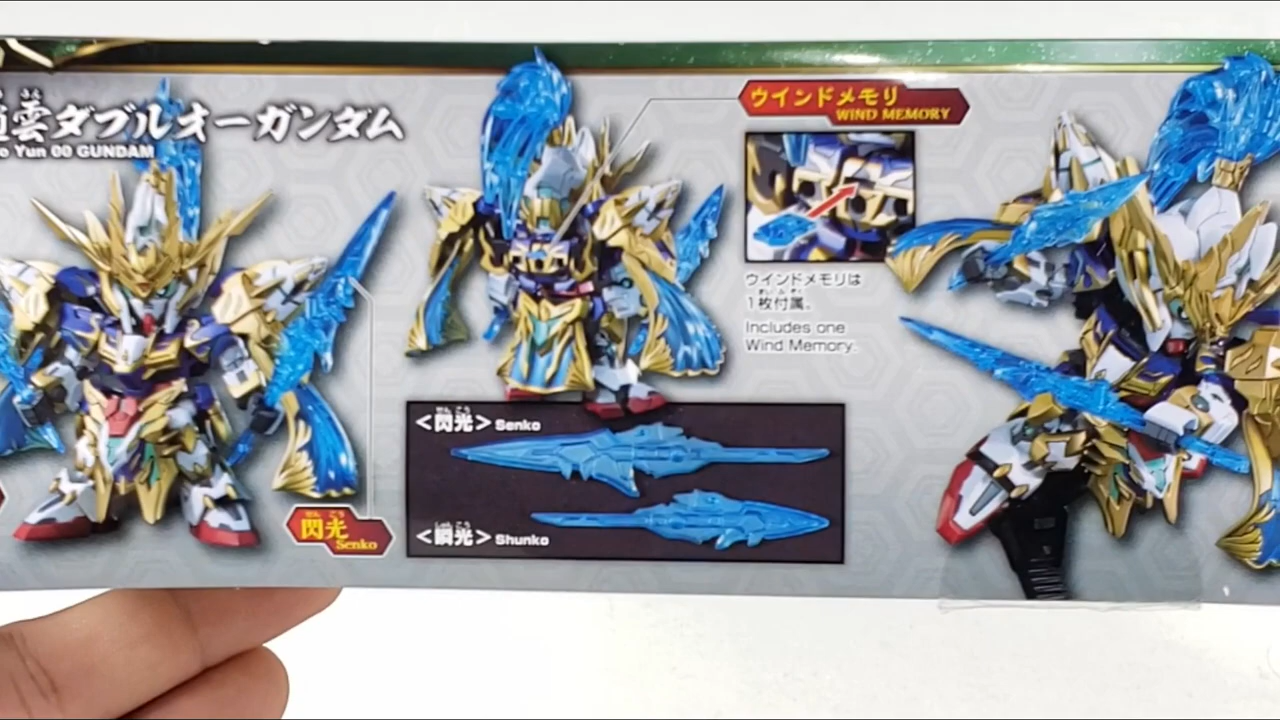 雲ダブルオーガンダム
Yun 00 GUNDAM
ウインドメモリ
WIND MEMORY
ウインドメモリは
1枚付属。
Includes one
Wind Memory.
<閃光>Senko
<瞬光>Shunko
閃光
Senko